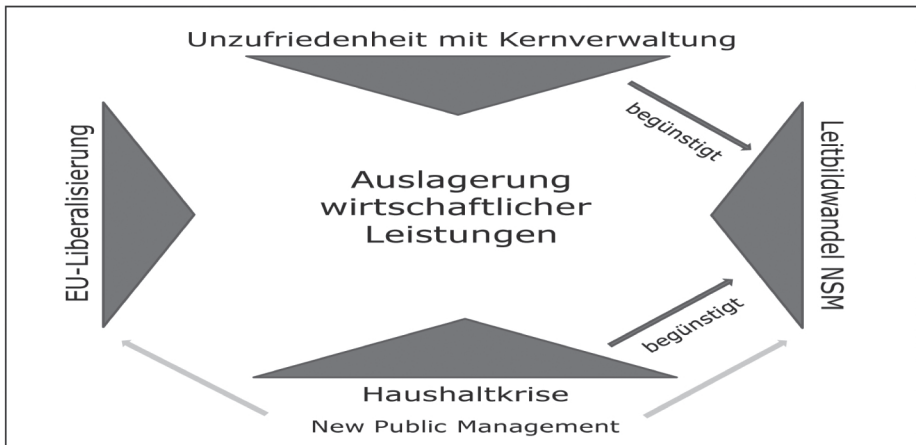 Unzufriedenheit mit Kernverwaltung
begünstigt
EU-Liberalisierung
Auslagerung
wirtschaftlicher
Leistungen
Leitbildwandel NSM
begünstigt
Haushaltkrise
New Public Management